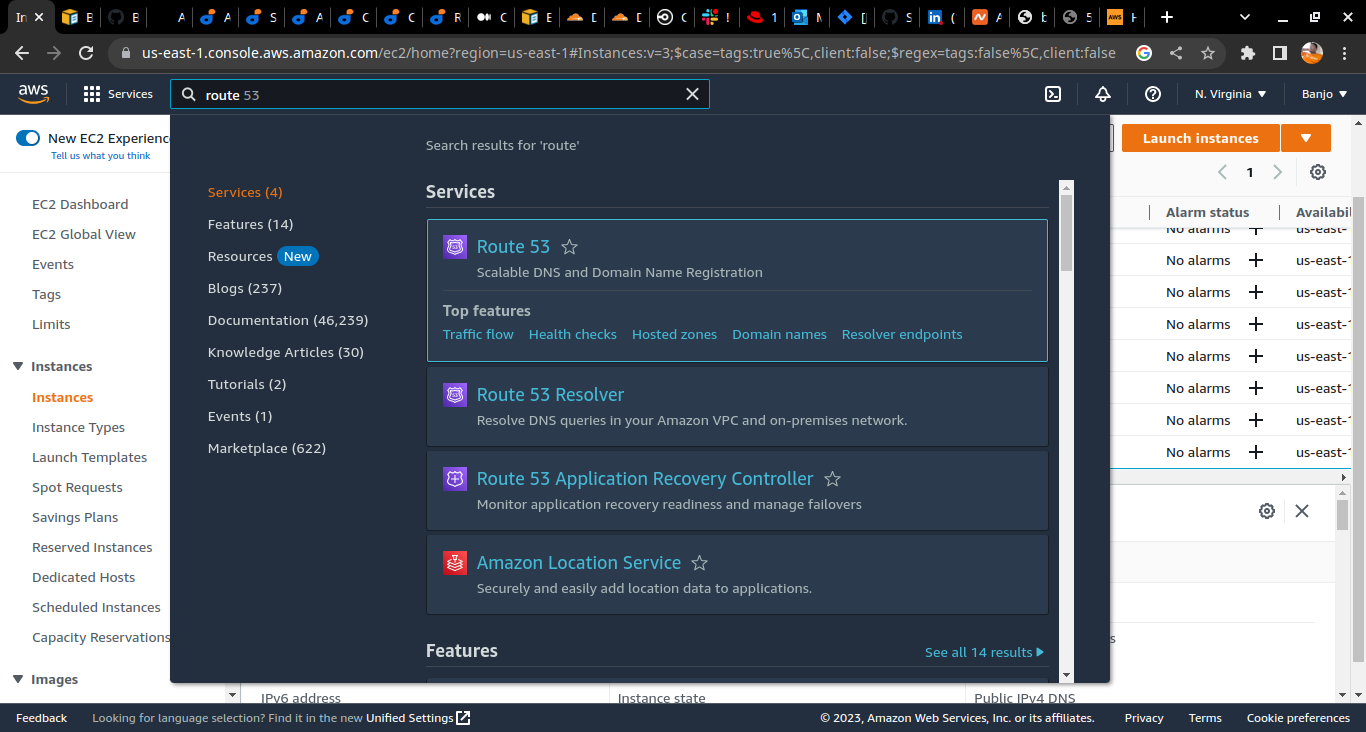 In
B
B
A
A
S
A
C
C
R
C
C
E
D
D
C
S
1
M
[
S
(
A
b
5
H
us-east-1.console.aws.amazon.com/ec2/home?region=us-east-1#Instances:v=3;$case=tags:true%5C,client:false;$regex=tags:false%5C,client:false
aws
Services
route 53
N. Virginia
Banjo
New EC2 Experience
Tell us what you think
EC2 Dashboard
EC2 Global View
Events
Tags
Limits
Instances
Instances
Instance Types
Launch Templates
Spot Requests
Savings Plans
Reserved Instances
Dedicated Hosts
Scheduled Instances
Capacity Reservations
Images
Search results for 'route'
Services (4)
Features (14)
Resources New
Blogs (237)
Documentation (46,239)
Knowledge Articles (30)
Tutorials (2)
Events (1)
Marketplace (622)
Services
Route 53
Scalable DNS and Domain Name Registration
Top features
Traffic flow Health checks Hosted zones Domain names Resolver endpoints
Route 53 Resolver
Resolve DNS queries in your Amazon VPC and on-premises network.
Route 53 Application Recovery Controller
Monitor application recovery readiness and manage failovers
Amazon Location Service
Securely and easily add location data to applications.
Features
See all 14 results
Launch instances
1
Alarm status Availabil
No alarms us-east-1
No alarms us-east-1
No alarms us-east-1
No alarms us-east-1
No alarms us-east-1
No alarms us-east-1
No alarms us-east-1
No alarms us-east-1
s
IPv6 address
Instance state
Public IPv4 DNS
Feedback
Looking for language selection? Find it in the new Unified Settings
© 2023, Amazon Web Services, Inc. or its affiliates.
Privacy
Terms
Cookie preferences